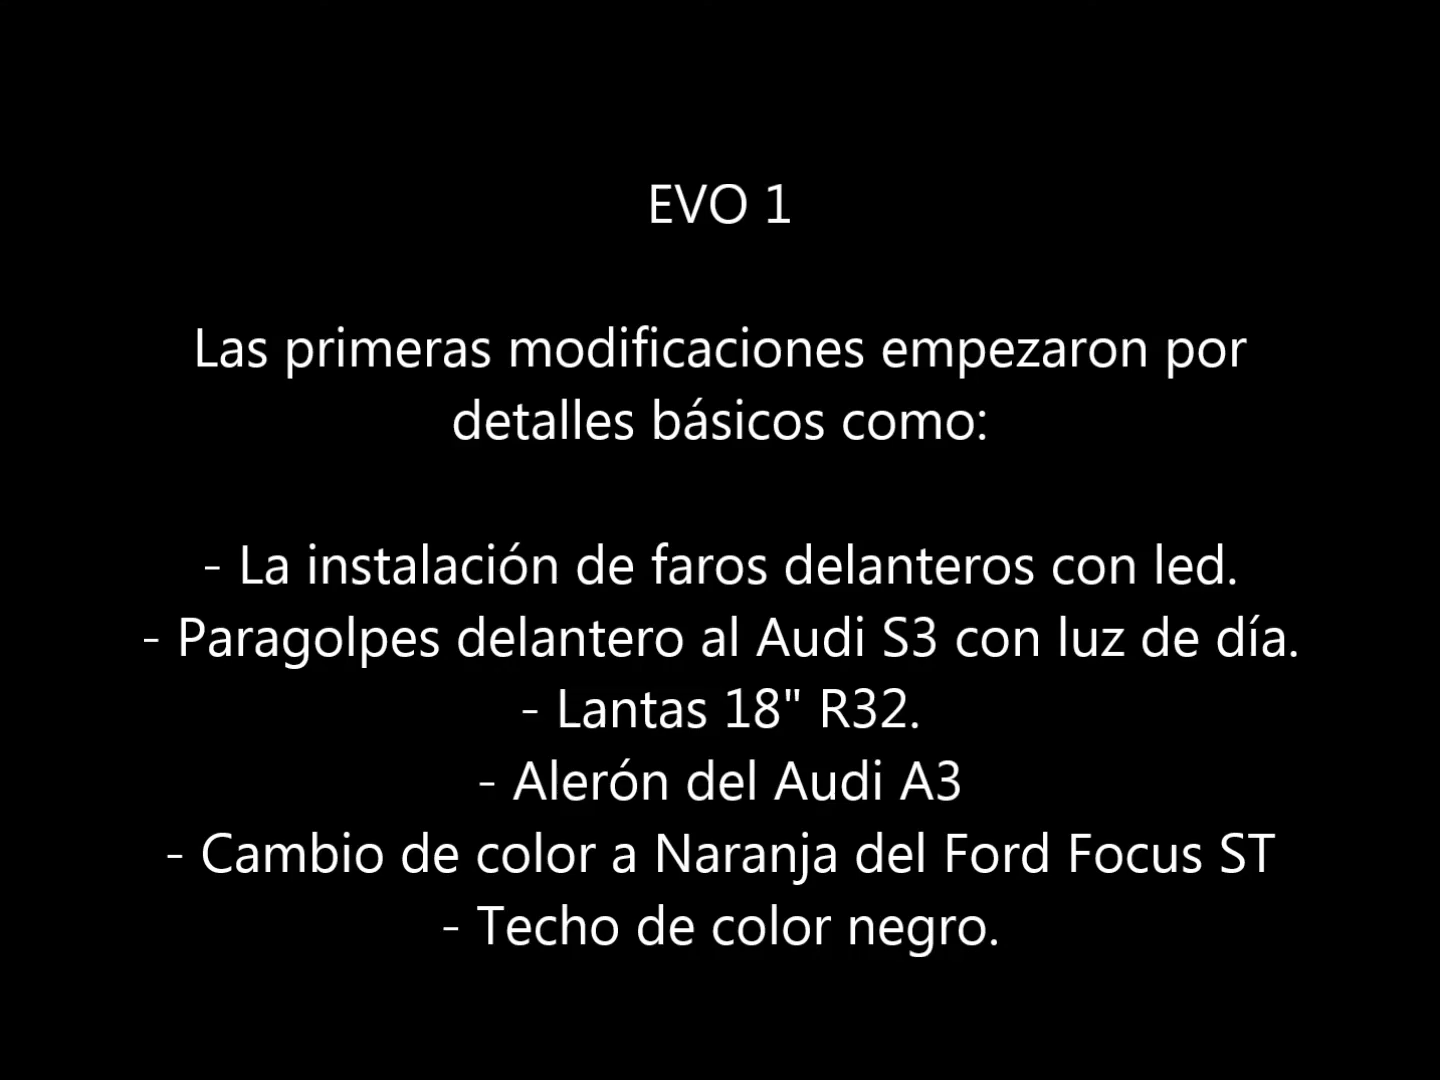 EVO 1
Las primeras modificaciones empezaron por
detalles básicos como:
- La instalación de faros delanteros con led.
- Paragolpes delantero al Audi S3 con luz de día.
- Lantas 18" R32.
- Alerón del Audi A3
- Cambio de color a Naranja del Ford Focus ST
- Techo de color negro.